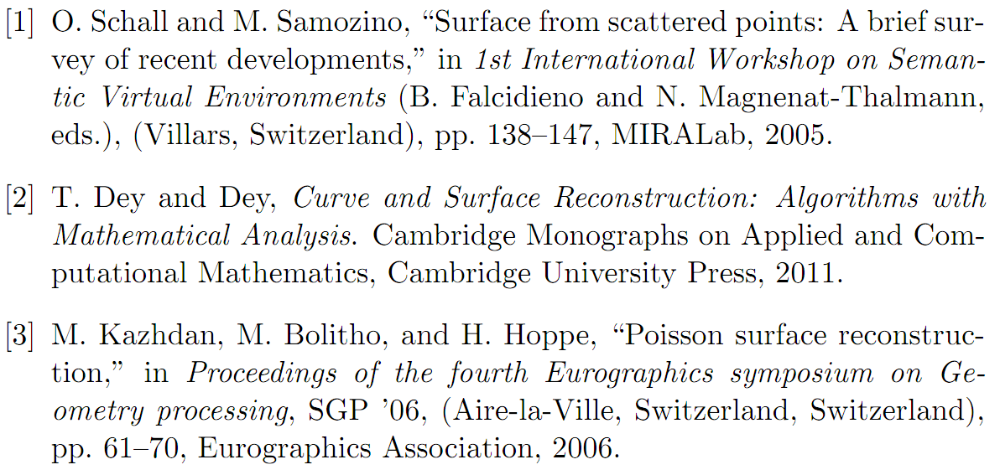 [1] O. Schall and M. Samozino, “Surface from scattered points: A brief sur-
vey of recent developments,” in 1st International Workshop on Seman-
tic Virtual Environments (B. Falcidieno and N. Magnenat-Thalmann,
eds.), (Villars, Switzerland), pp. 138–147, MIRALab, 2005.
[2] T. Dey and Dey, Curve and Surface Reconstruction: Algorithms with
Mathematical Analysis. Cambridge Monographs on Applied and Com-
putational Mathematics, Cambridge University Press, 2011.
[3] M. Kazhdan, M. Bolitho, and H. Hoppe, “Poisson surface reconstruc-
tion,” in Proceedings of the fourth Eurographics symposium on Ge-
ometry processing, SGP ’06, (Aire-la-Ville, Switzerland, Switzerland),
pp. 61–70, Eurographics Association, 2006.